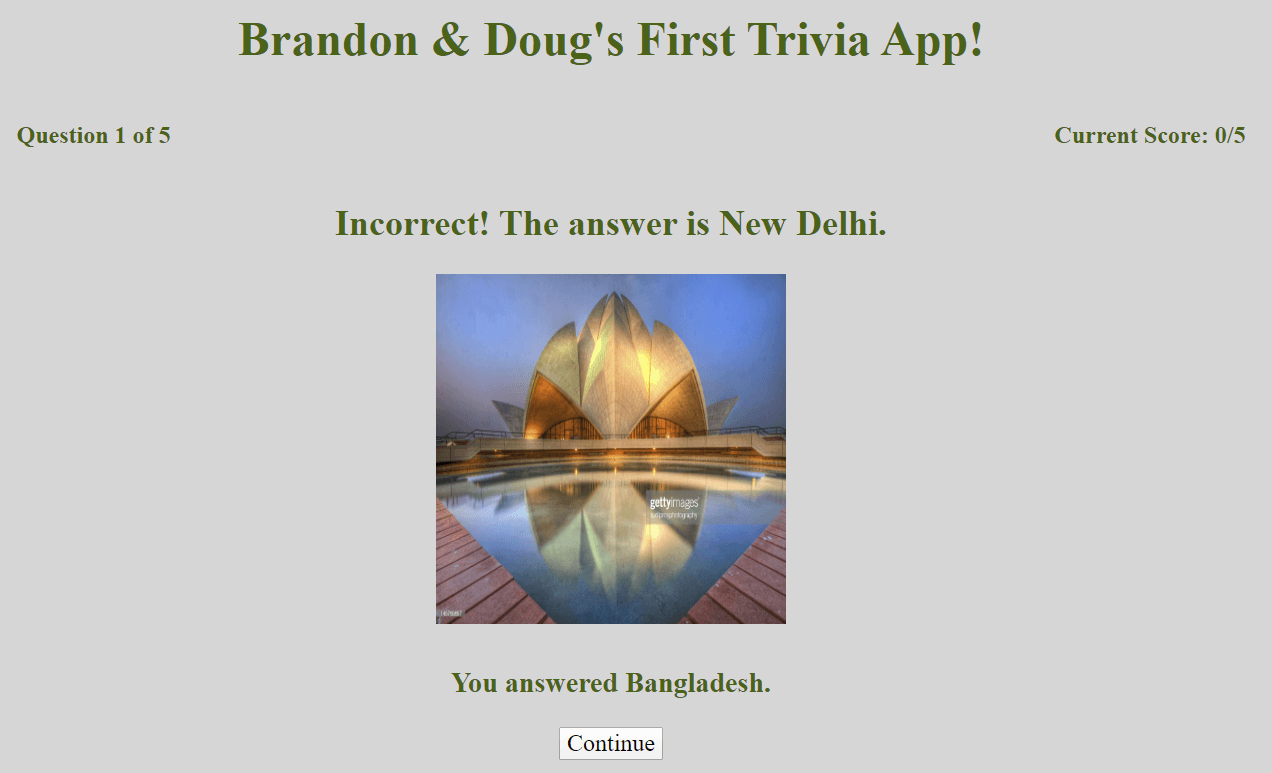 Brandon & Doug's First Trivia App!
Question 1 of 5
Current Score: 0/5
Incorrect! The answer is New Delhi.
gettyimages
You answered Bangladesh.
Continue